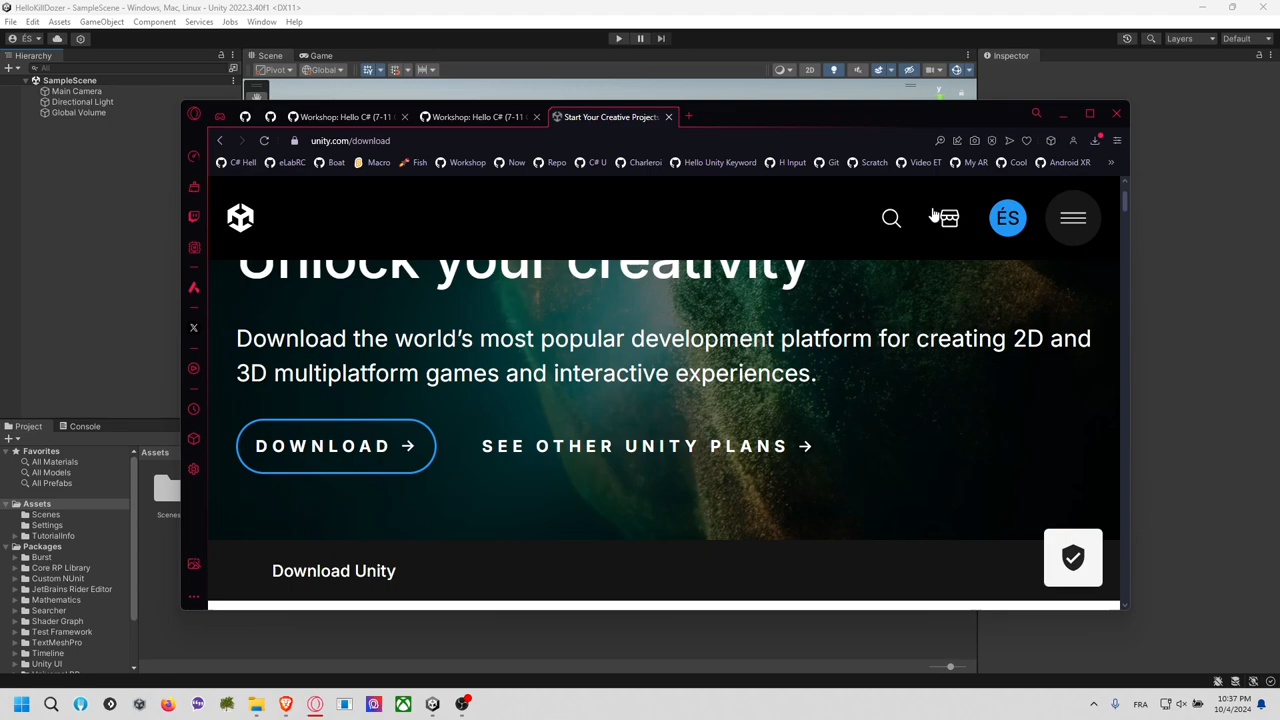 HelloKillDozer - SampleScene - Windows, Mac, Linux - Unity 2022.3.40f1 <DX11>
File Edit Assets GameObject Component Services Jobs Window Help
ÉS
Layers Default
Hierarchy
Scene Game
Inspector
All
Pivot Global 2D
SampleScene
Main Camera
Directional Light
Global Volume
y
Workshop: Hello C# (7-11 Workshop: Hello C# (7-11 Start Your Creative Projects
unity.com/download
C# Hell eLabRC Boat Macro Fish Workshop Now Repo C# U Charleroi Hello Unity Keyword H Input Git Scratch Video ET My AR Cool Android XR
ÉS
Unlock your creativity
Download the world's most popular development platform for creating 2D and
3D multiplatform games and interactive experiences.
DOWNLOAD → SEE OTHER UNITY PLANS →
Download Unity
Project Console
Favorites
All Materials
All Models
All Prefabs
Assets
Scenes
Settings
TutorialInfo
Packages
Burst
Core RP Library
Custom NUnit
JetBrains Rider Editor
Mathematics
Searcher
Shader Graph
Test Framework
TextMeshPro
Timeline
Unity UI
Assets
Scenes
FRA
10:37 PM
10/4/2024